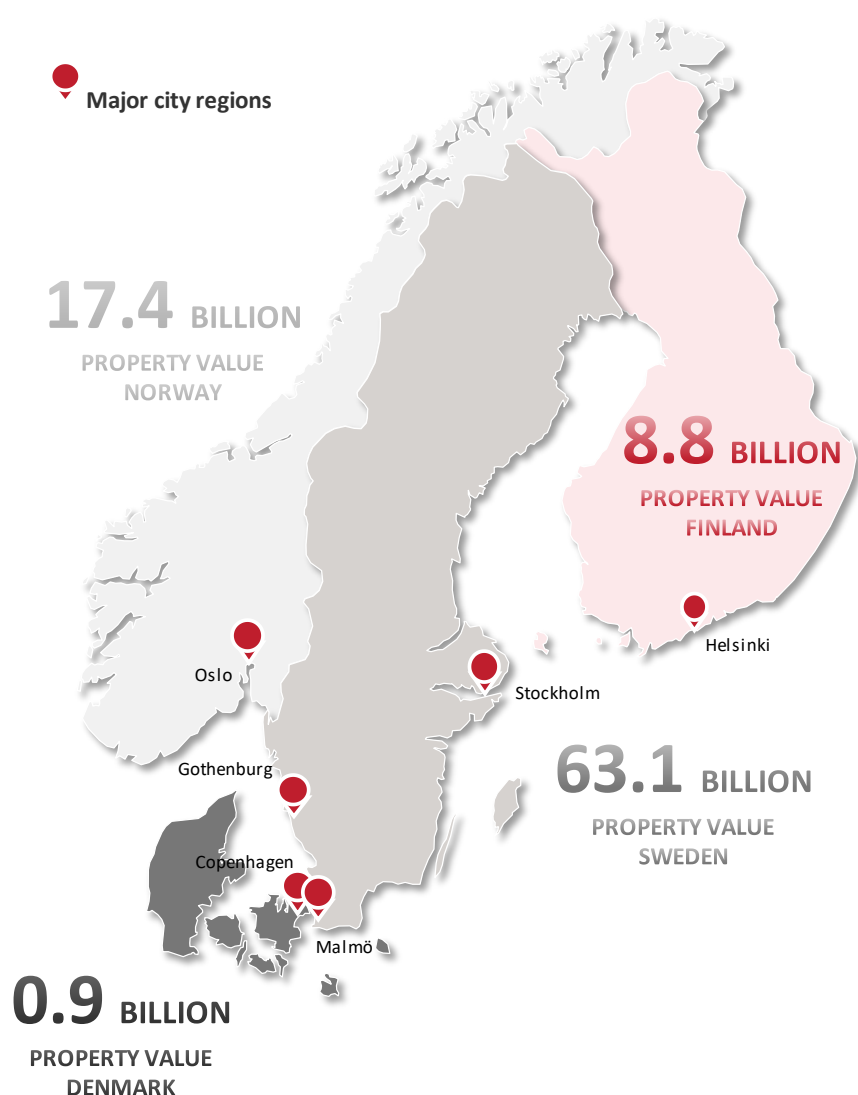 Major city regions
17.4 BILLION
PROPERTY VALUE
NORWAY
8.8 BILLION
PROPERTY VALUE
FINLAND
Helsinki
Oslo
Stockholm
Gothenburg
63.1 BILLION
PROPERTY VALUE
SWEDEN
Copenhagen
Malmö
0.9 BILLION
PROPERTY VALUE
DENMARK